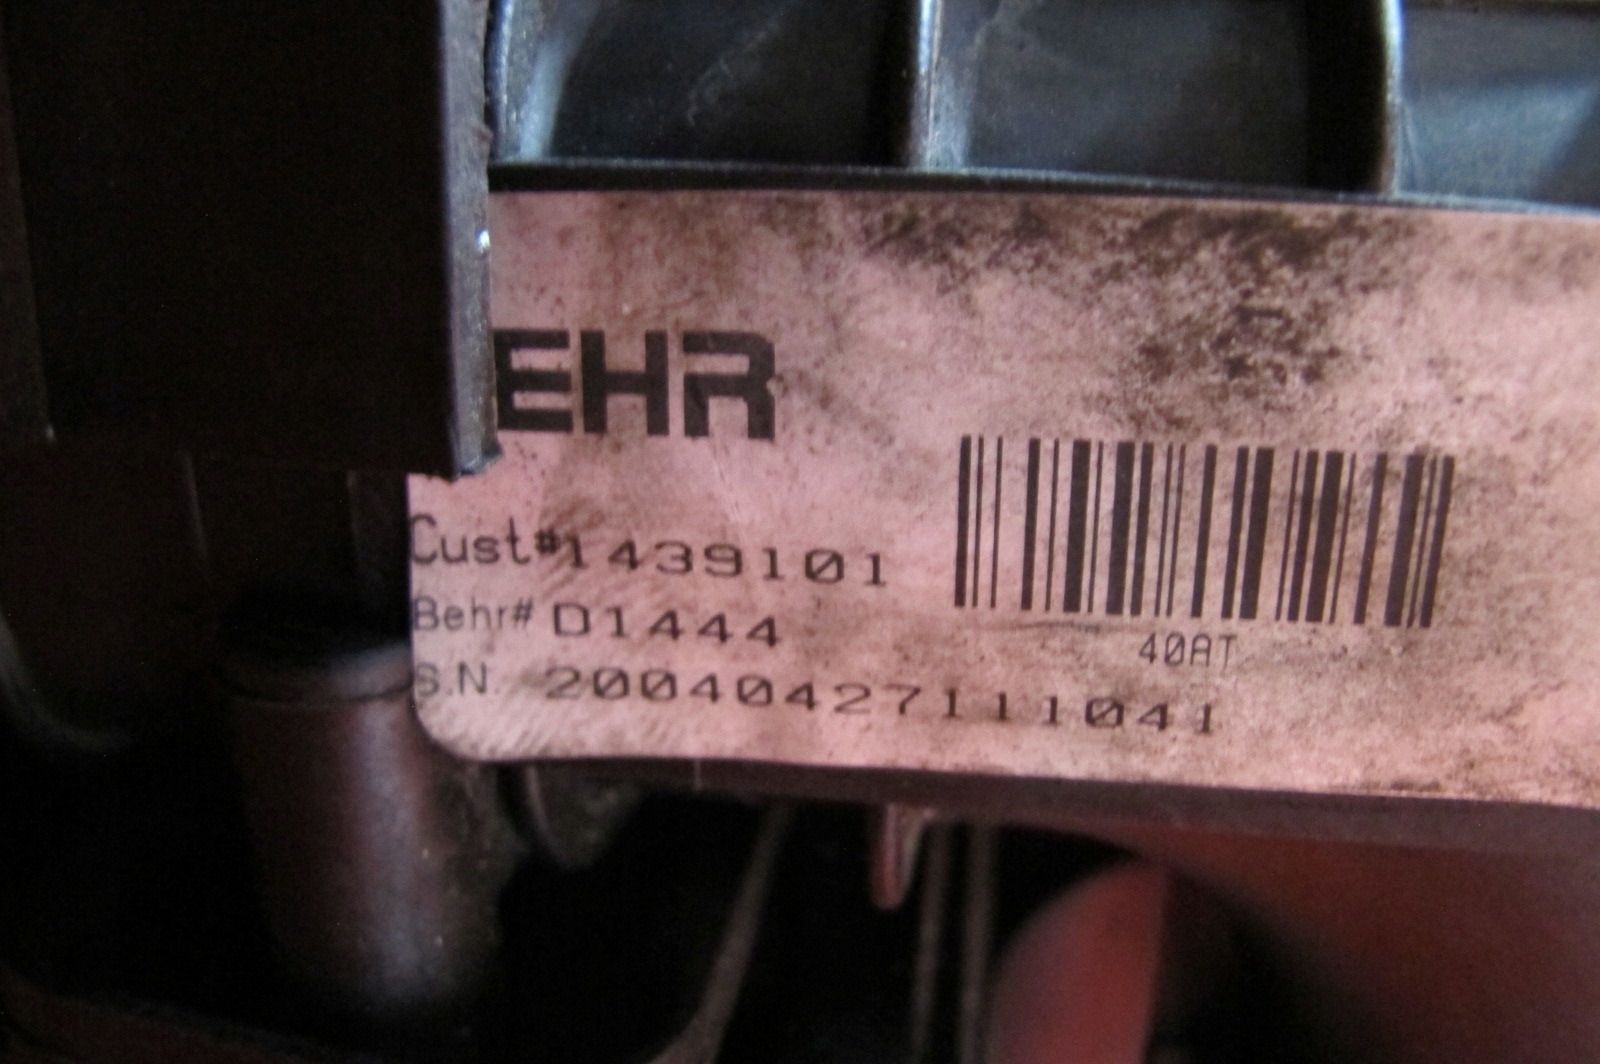 EHR
Cust#1439101
Behr# D1444
40AT
S.N. 20040427111041